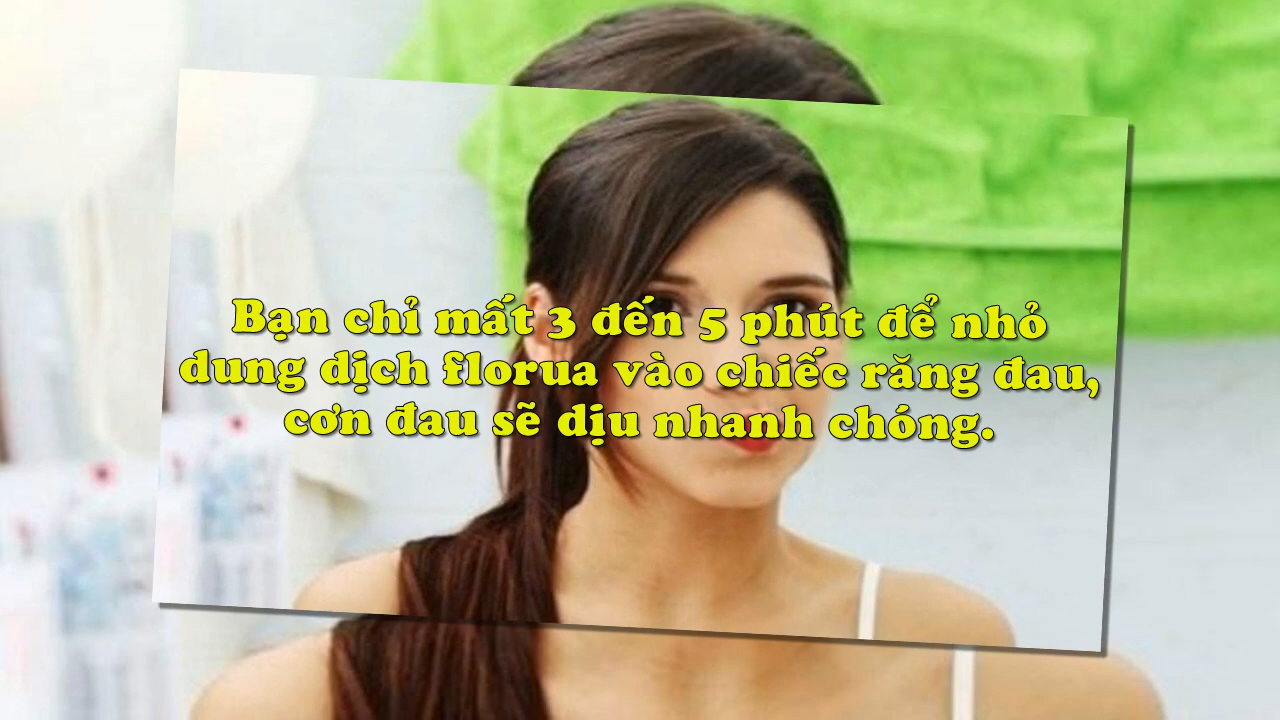 Bạn chỉ mất 3 đến 5 phút để nhỏ
dung dịch florua vào chiếc răng đau,
cơn đau sẽ dịu nhanh chóng.